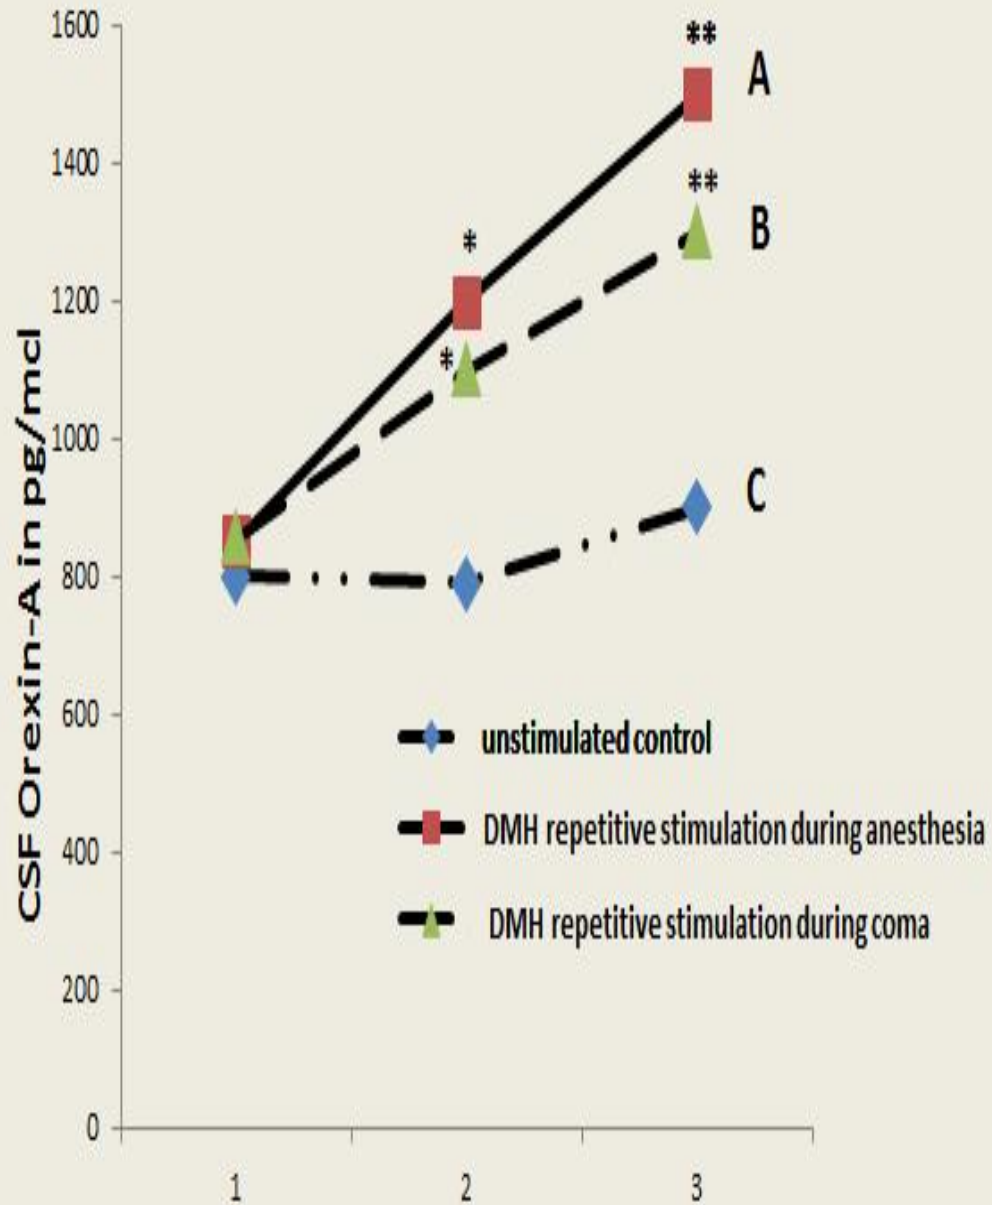 1600
1400
1200
1000
800
600
400
200
0
CSF Orexin-A in pg/mcl
**
A
**
B
*
*
C
unstimulated control
DMH repetitive stimulation during anesthesia
DMH repetitive stimulation during coma
1 2 3